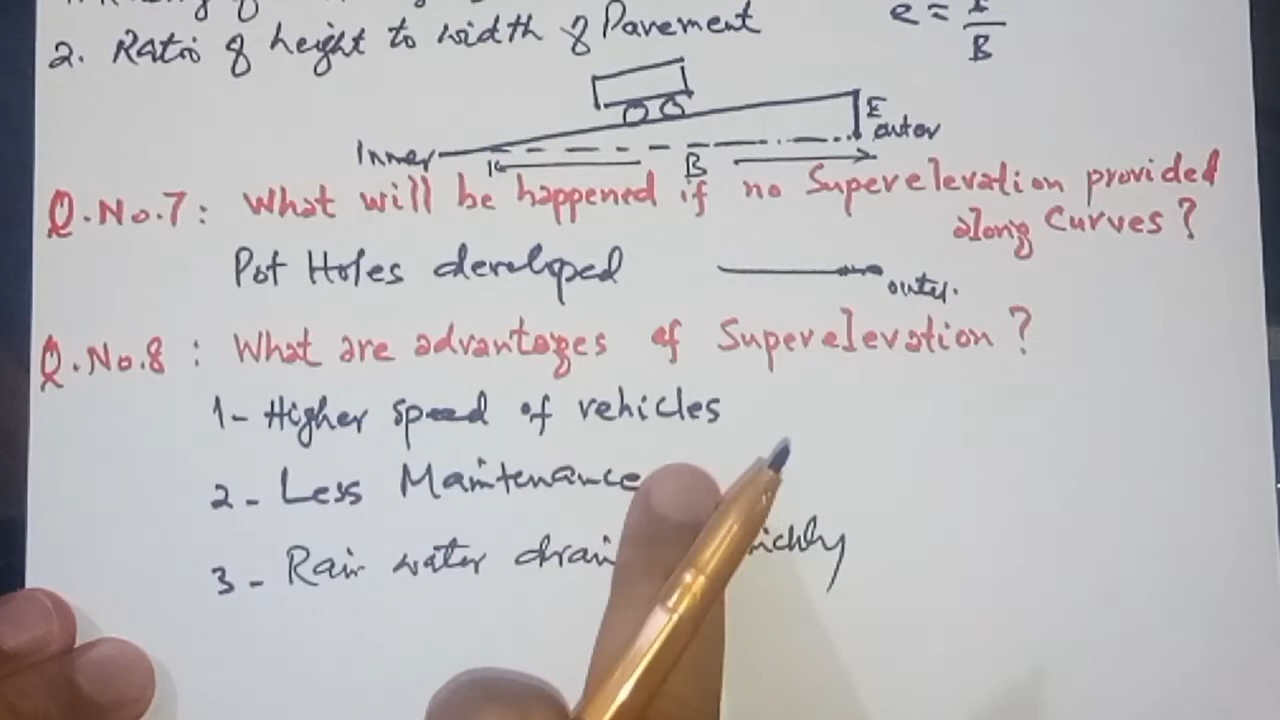 2. Ratio of height to width of Pavement
e = E
B
E
Inner
outer
B
Q.No.7: What will be happened if no Superelevation provided
along Curves?
Pot Holes developed
outer.
Q.No.8: What are advantages of Superelevation?
1- Higher speed of vehicles
2- Less Maintenance
3- Rain water